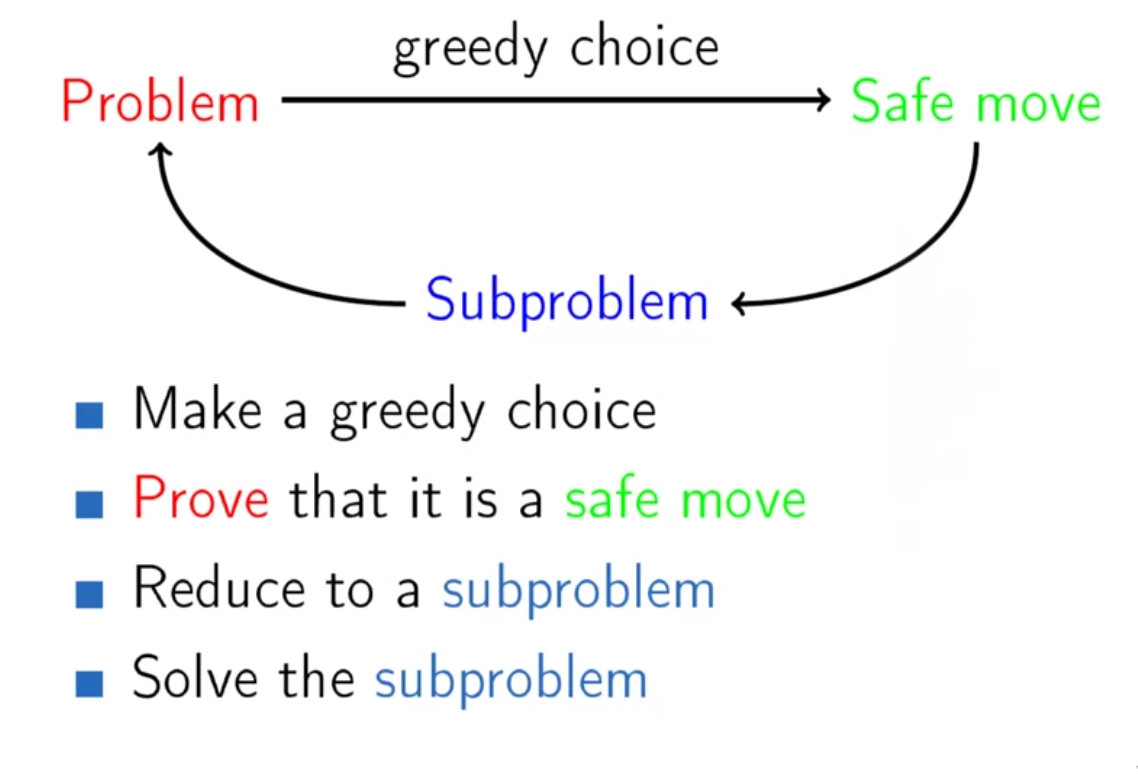 greedy choice
Problem
Safe move
Subproblem
Make a greedy choice
Prove that it is a safe move
Reduce to a subproblem
Solve the subproblem